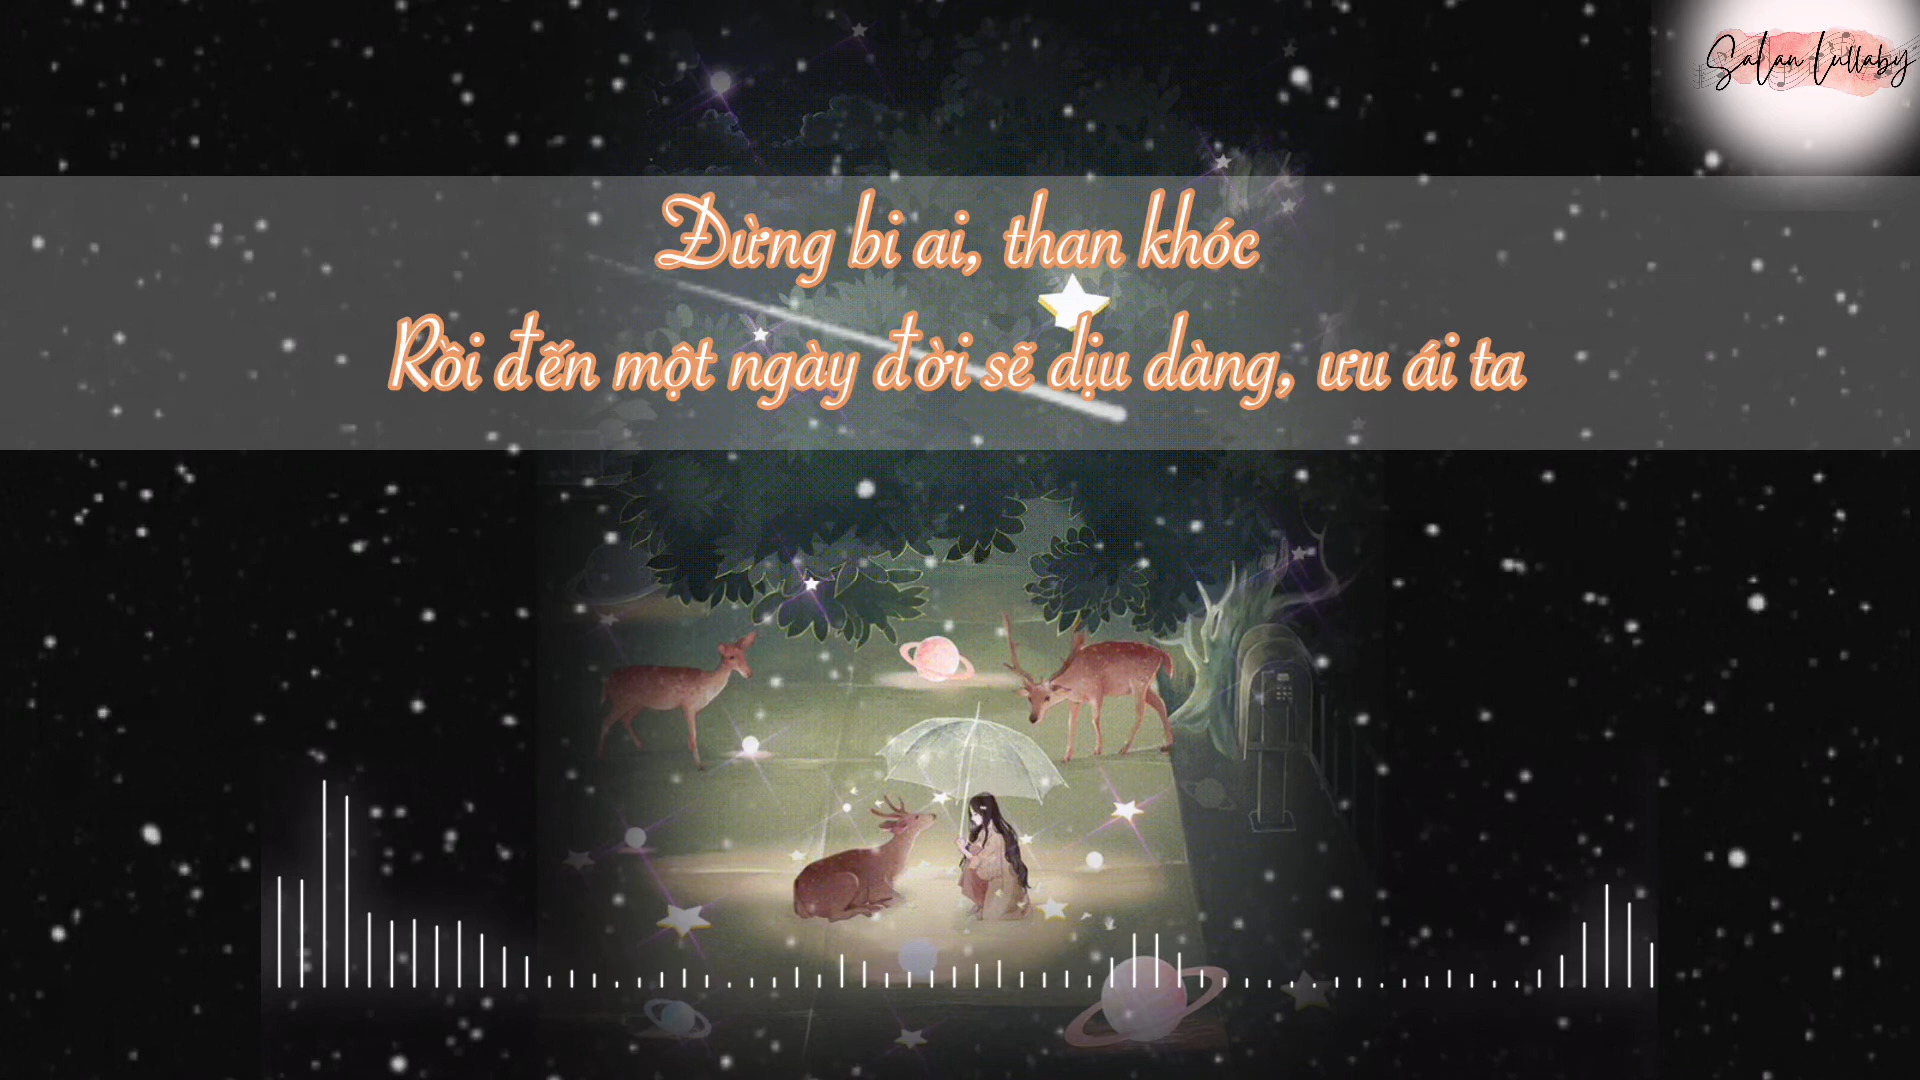 SaLan Lullaby
Đừng bi ai, than khóc
Rồi đến một ngày đời sẽ dịu dàng, ưu ái ta